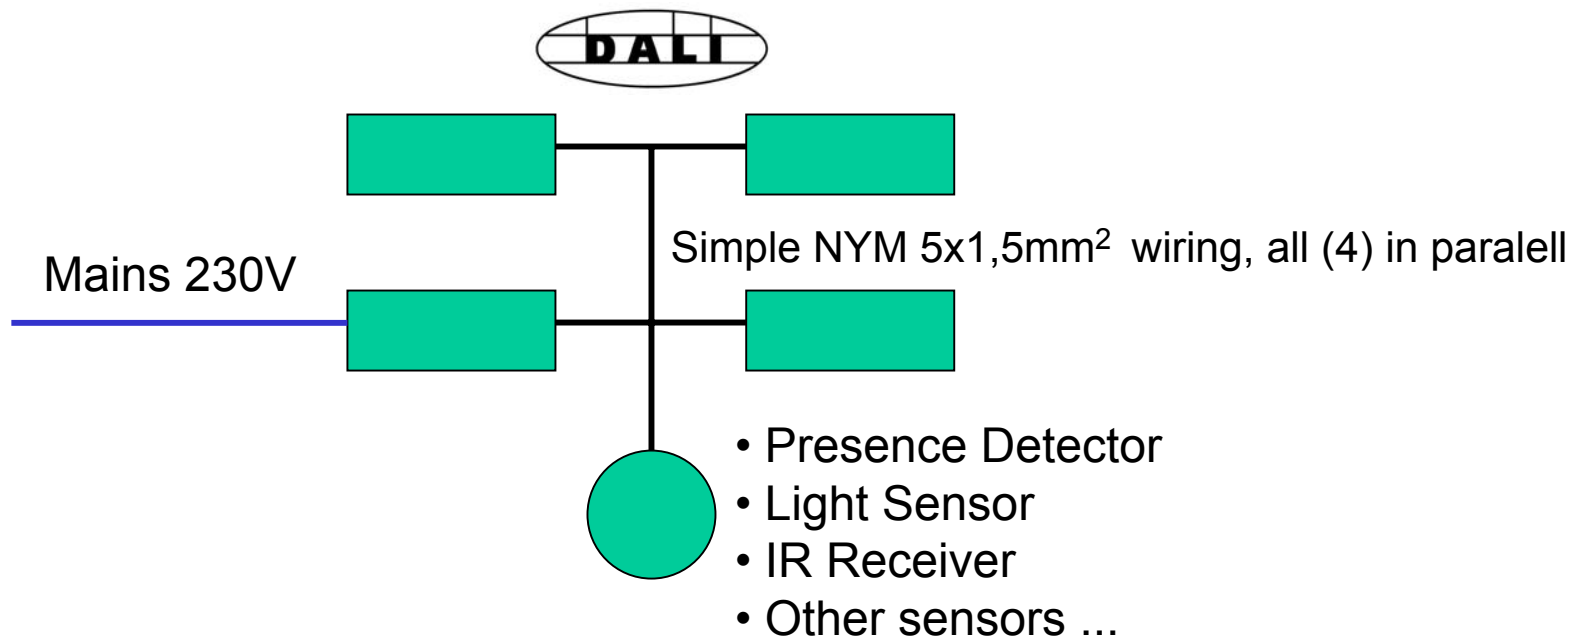 DALI
Simple NYM 5x1,5mm² wiring, all (4) in paralell
Mains 230V
• Presence Detector
• Light Sensor
• IR Receiver
• Other sensors ...